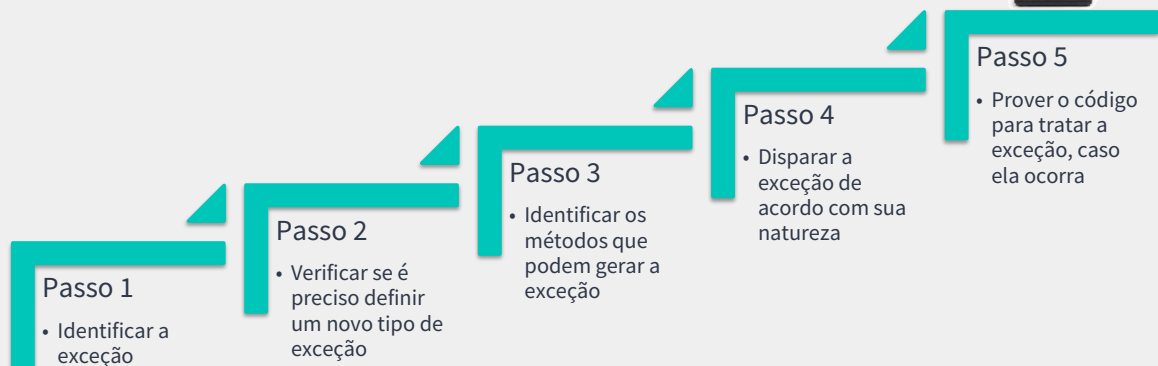 Passo 1
• Identificar a
exceção
Passo 2
• Verificar se é
preciso definir
um novo tipo de
exceção
Passo 3
• Identificar os
métodos que
podem gerar a
exceção
Passo 4
• Disparar a
exceção de
acordo com sua
natureza
Passo 5
• Prover o código
para tratar a
exceção, caso
ela ocorra